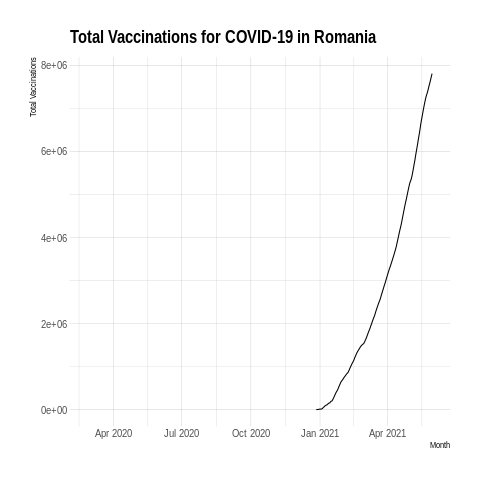 Total Vaccinations for COVID-19 in Romania
Total Vaccinations
8e+06
6e+06
4e+06
2e+06
0e+00
Apr 2020 Jul 2020 Oct 2020 Jan 2021 Apr 2021
Month